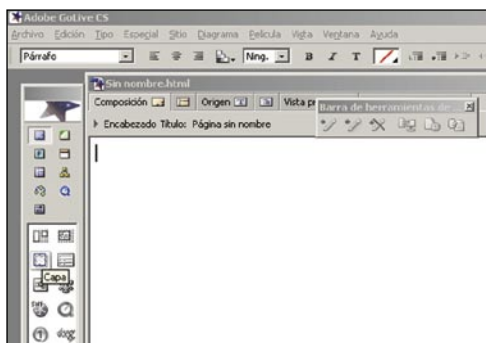 Adobe GoLive CS
Archivo Edición Tipo Especial Sitio Diagrama Película Vista Ventana Ayuda
Párrafo Ning. B I T
Sin nombre.html
Composición Origen Vista pr
Barra de herramientas de ...
Encabezado Título: Página sin nombre
Capa